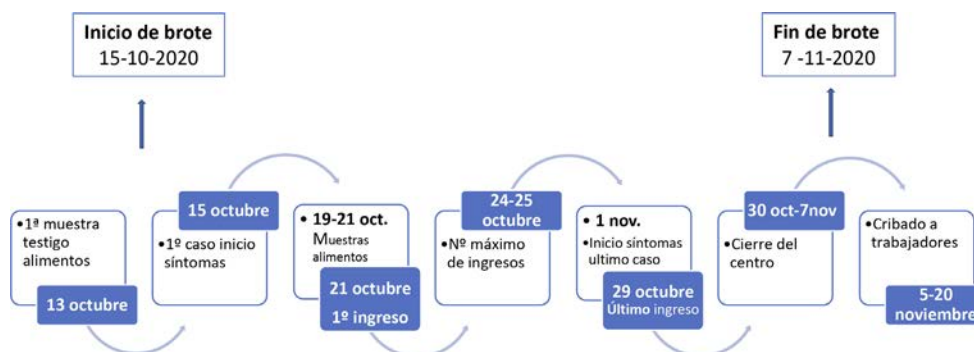 Inicio de brote
15-10-2020
Fin de brote
7 -11-2020
•1ª muestra
testigo
alimentos
13 octubre
15 octubre
•1º caso inicio
síntomas
•19-21 oct.
Muestras
alimentos
21 octubre
1º ingreso
24-25
octubre
•Nº máximo
de ingresos
•1 nov.
•Inicio síntomas
ultimo caso
29 octubre
Último ingreso
30 oct-7nov
•Cierre del
centro
•Cribado a
trabajadores
5-20
noviembre